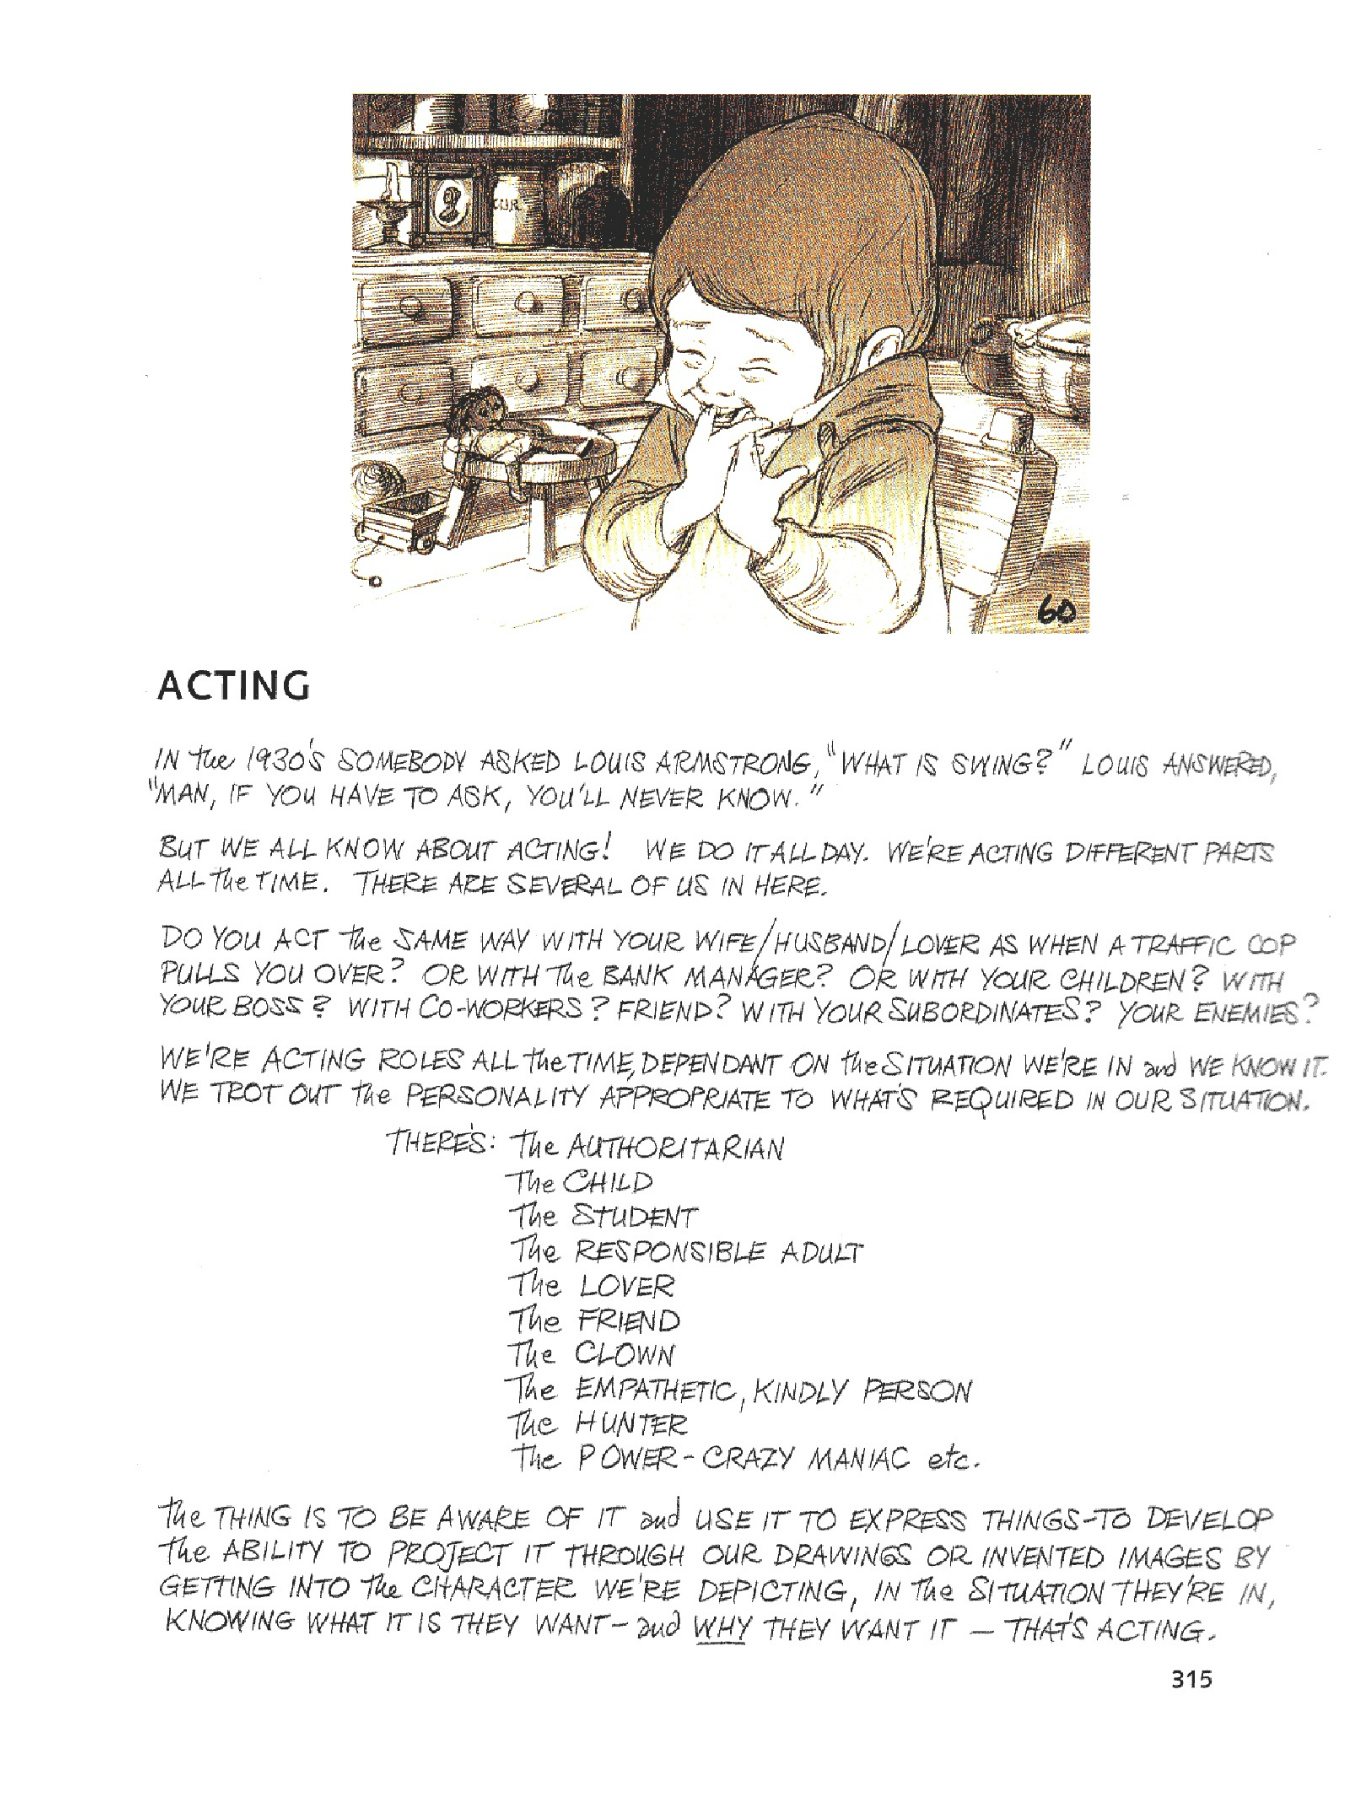 60
ACTING
IN the 1930's SOMEBODY ASKED LOUIS ARMSTRONG, "WHAT IS SWING?" LOUIS ANSWERED,
"MAN, IF YOU HAVE TO ASK, YOU'LL NEVER KNOW."
BUT WE ALL KNOW ABOUT ACTING! WE DO IT ALL DAY. WE'RE ACTING DIFFERENT PARTS
ALL the TIME. THERE ARE SEVERAL OF US IN HERE.
DO YOU ACT the SAME WAY WITH YOUR WIFE/HUSBAND/LOVER AS WHEN A TRAFFIC COP
PULLS YOU OVER? OR WITH the BANK MANAGER? OR WITH YOUR CHILDREN? WITH
YOUR BOSS? WITH CO-WORKERS? FRIEND? WITH YOUR SUBORDINATES? YOUR ENEMIES?
WE'RE ACTING ROLES ALL the TIME, DEPENDANT ON the SITUATION WE'RE IN and WE KNOW IT.
WE TROT OUT the PERSONALITY APPROPRIATE TO WHAT'S REQUIRED IN OUR SITUATION.
THERE'S: The AUTHORITARIAN
The CHILD
The STUDENT
The RESPONSIBLE ADULT
The LOVER
The FRIEND
The CLOWN
The EMPATHETIC, KINDLY PERSON
The HUNTER
The POWER-CRAZY MANIAC etc.
the THING IS TO BE AWARE OF IT and USE IT TO EXPRESS THINGS-TO DEVELOP
the ABILITY TO PROJECT IT THROUGH OUR DRAWINGS OR INVENTED IMAGES BY
GETTING INTO the CHARACTER WE'RE DEPICTING, IN the SITUATION THEY'RE IN,
KNOWING WHAT IT IS THEY WANT- and WHY THEY WANT IT — THAT'S ACTING.
315